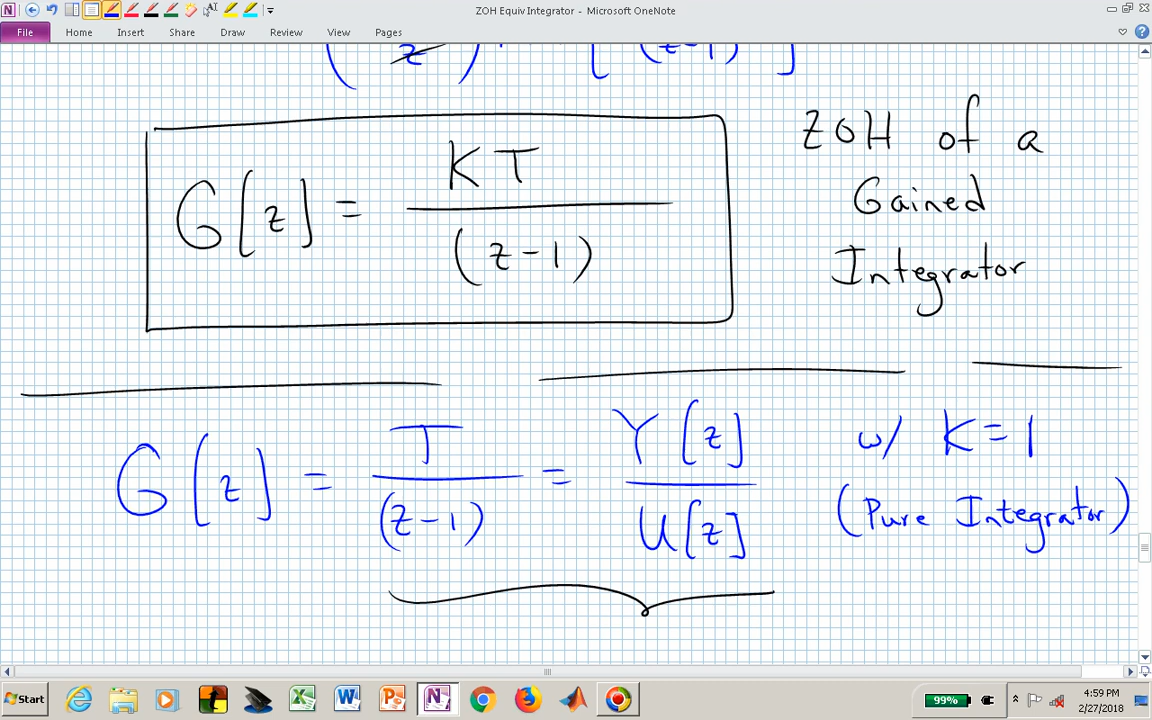 ZOH Equiv Integrator - Microsoft OneNote
File Home Insert Share Draw Review View Pages
(z-1)
G[z] = KT / (z-1)
ZOH of a
Gained
Integrator
G[z] = T / (z-1) = Y[z] / U[z]
w/ K=1
(Pure Integrator)
Start
99%
4:59 PM
2/27/2018